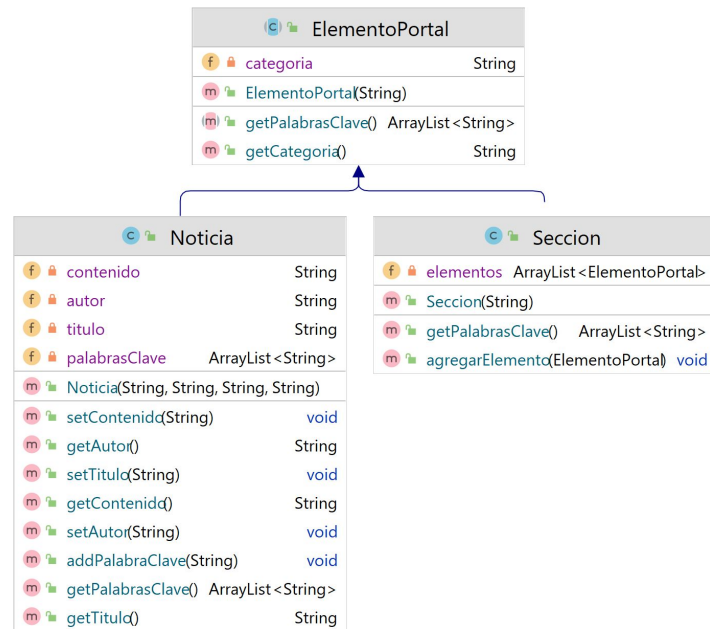 ElementoPortal
f categoria String
m ElementoPortal(String)
m getPalabrasClave() ArrayList<String>
m getCategoria() String
C Noticia
f contenido String
f autor String
f titulo String
f palabrasClave ArrayList<String>
m Noticia(String, String, String, String)
m setContenido(String) void
m getAutor() String
m setTitulo(String) void
m getContenido() String
m setAutor(String) void
m addPalabraClave(String) void
m getPalabrasClave() ArrayList<String>
m getTitulo() String
C Seccion
f elementos ArrayList<ElementoPortal>
m Seccion(String)
m getPalabrasClave() ArrayList<String>
m agregarElemento(ElementoPortal) void